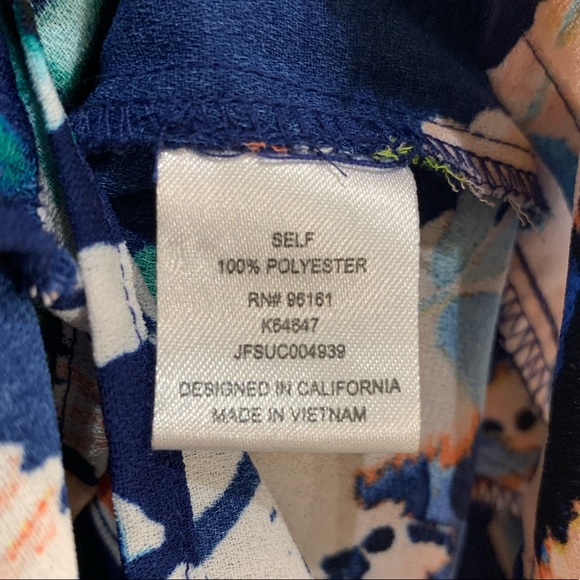 SELF
100% POLYESTER
RN# 96161
K64647
JFSUC004939
DESIGNED IN CALIFORNIA
MADE IN VIETNAM